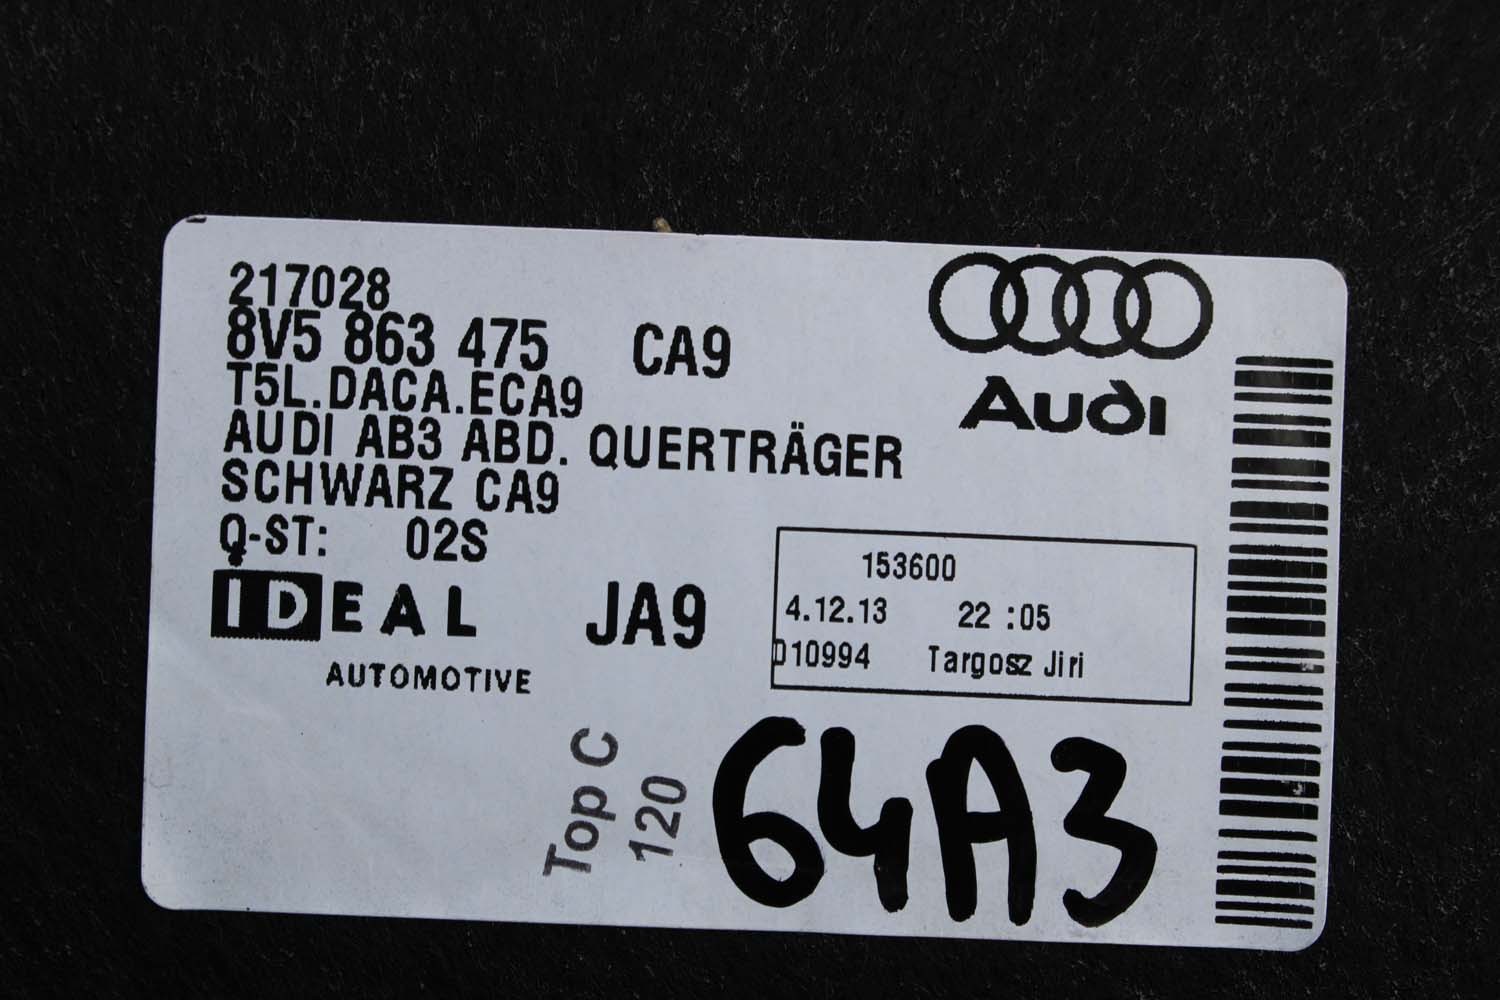 217028
8V5 863 475 CA9
T5L.DACA.ECA9
AUDI AB3 ABD. QUERTRÄGER
SCHWARZ CA9
Q-ST: 02S
IDEAL
AUTOMOTIVE
JA9
Audi
153600
4.12.13 22 :05
D10994 Targosz Jiri
Top C
120
64A3